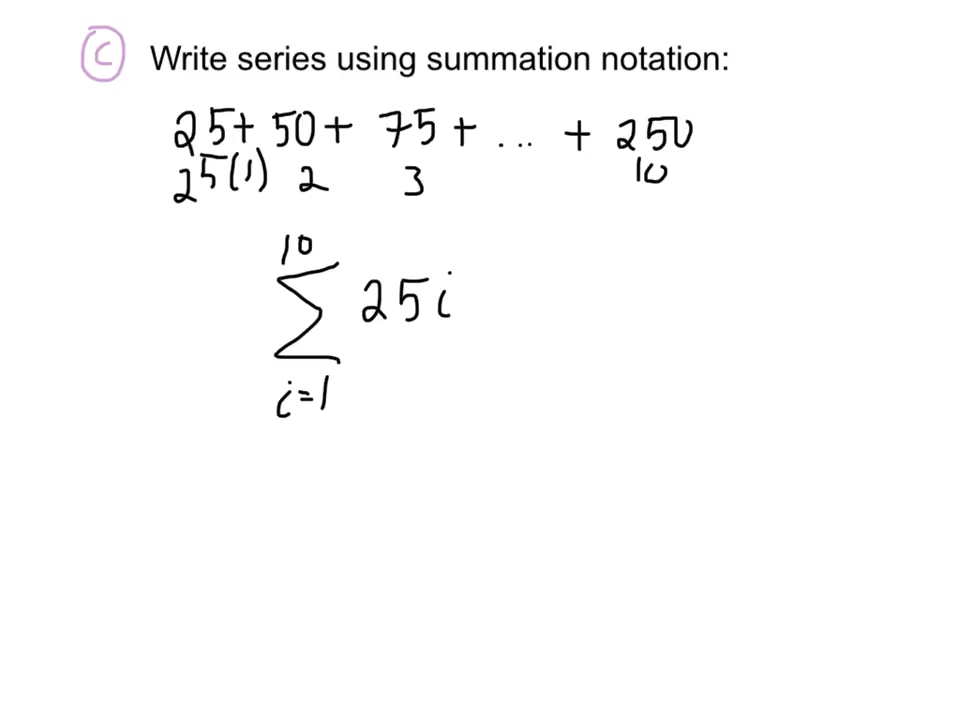 C Write series using summation notation:
25+ 50+ 75 + ... + 250
25(1) 2 3 10
10
∑ 25i
i=1